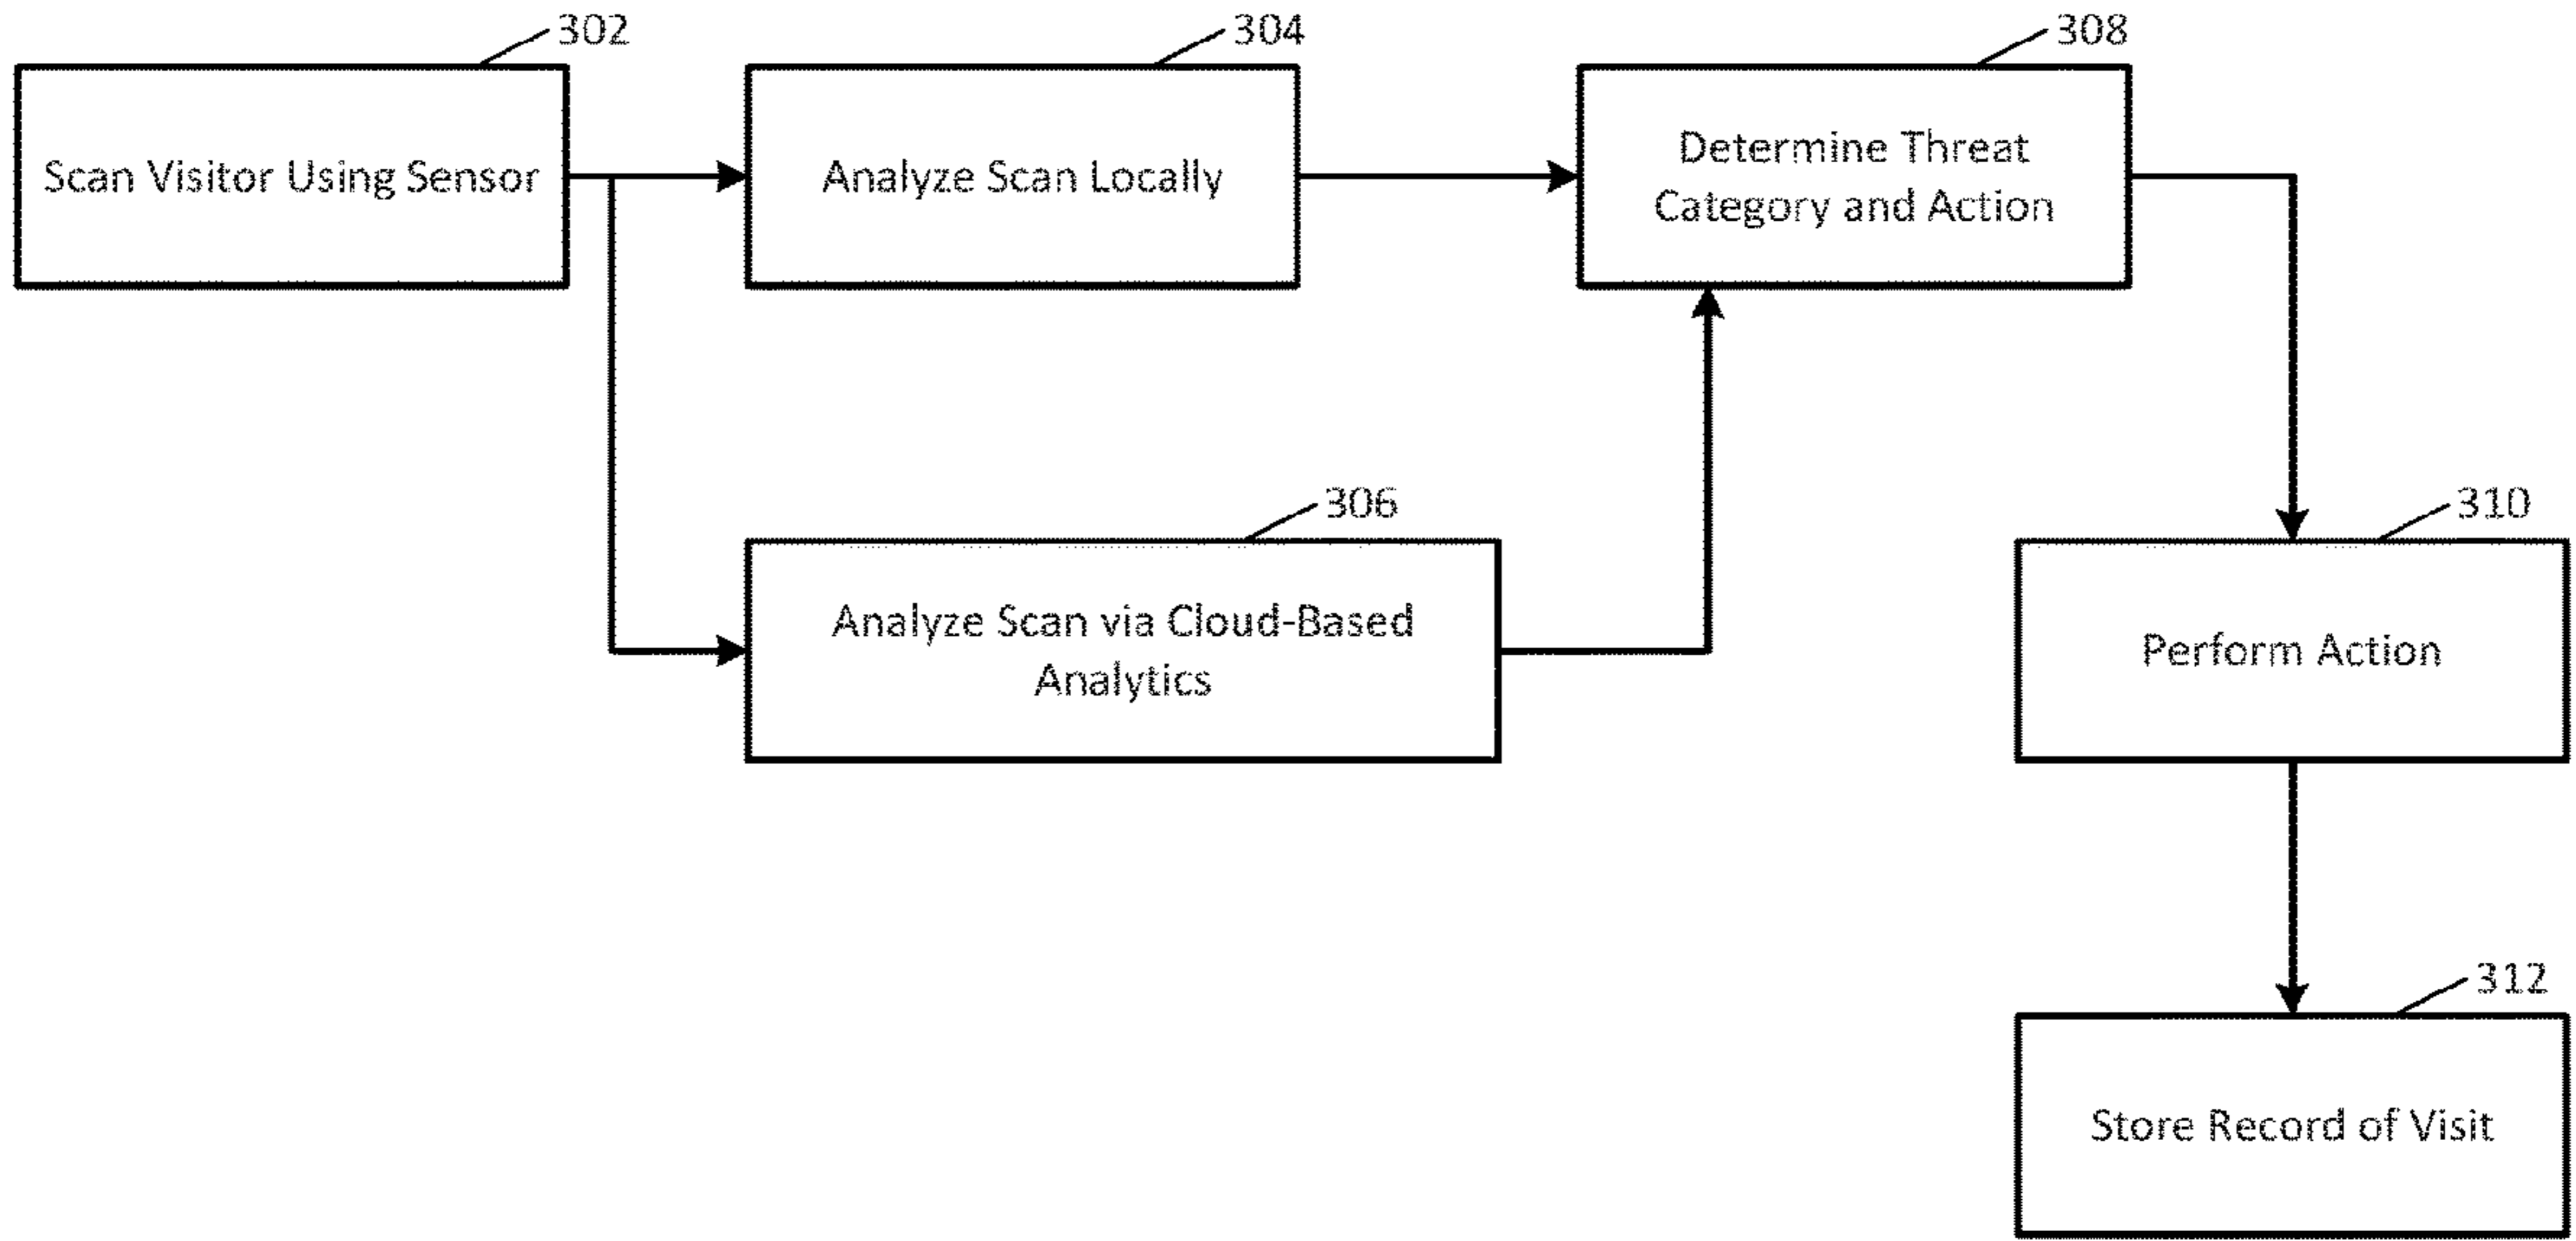 302
Scan Visitor Using Sensor
304
Analyze Scan Locally
308
Determine Threat
Category and Action
306
Analyze Scan via Cloud-Based
Analytics
310
Perform Action
312
Store Record of Visit